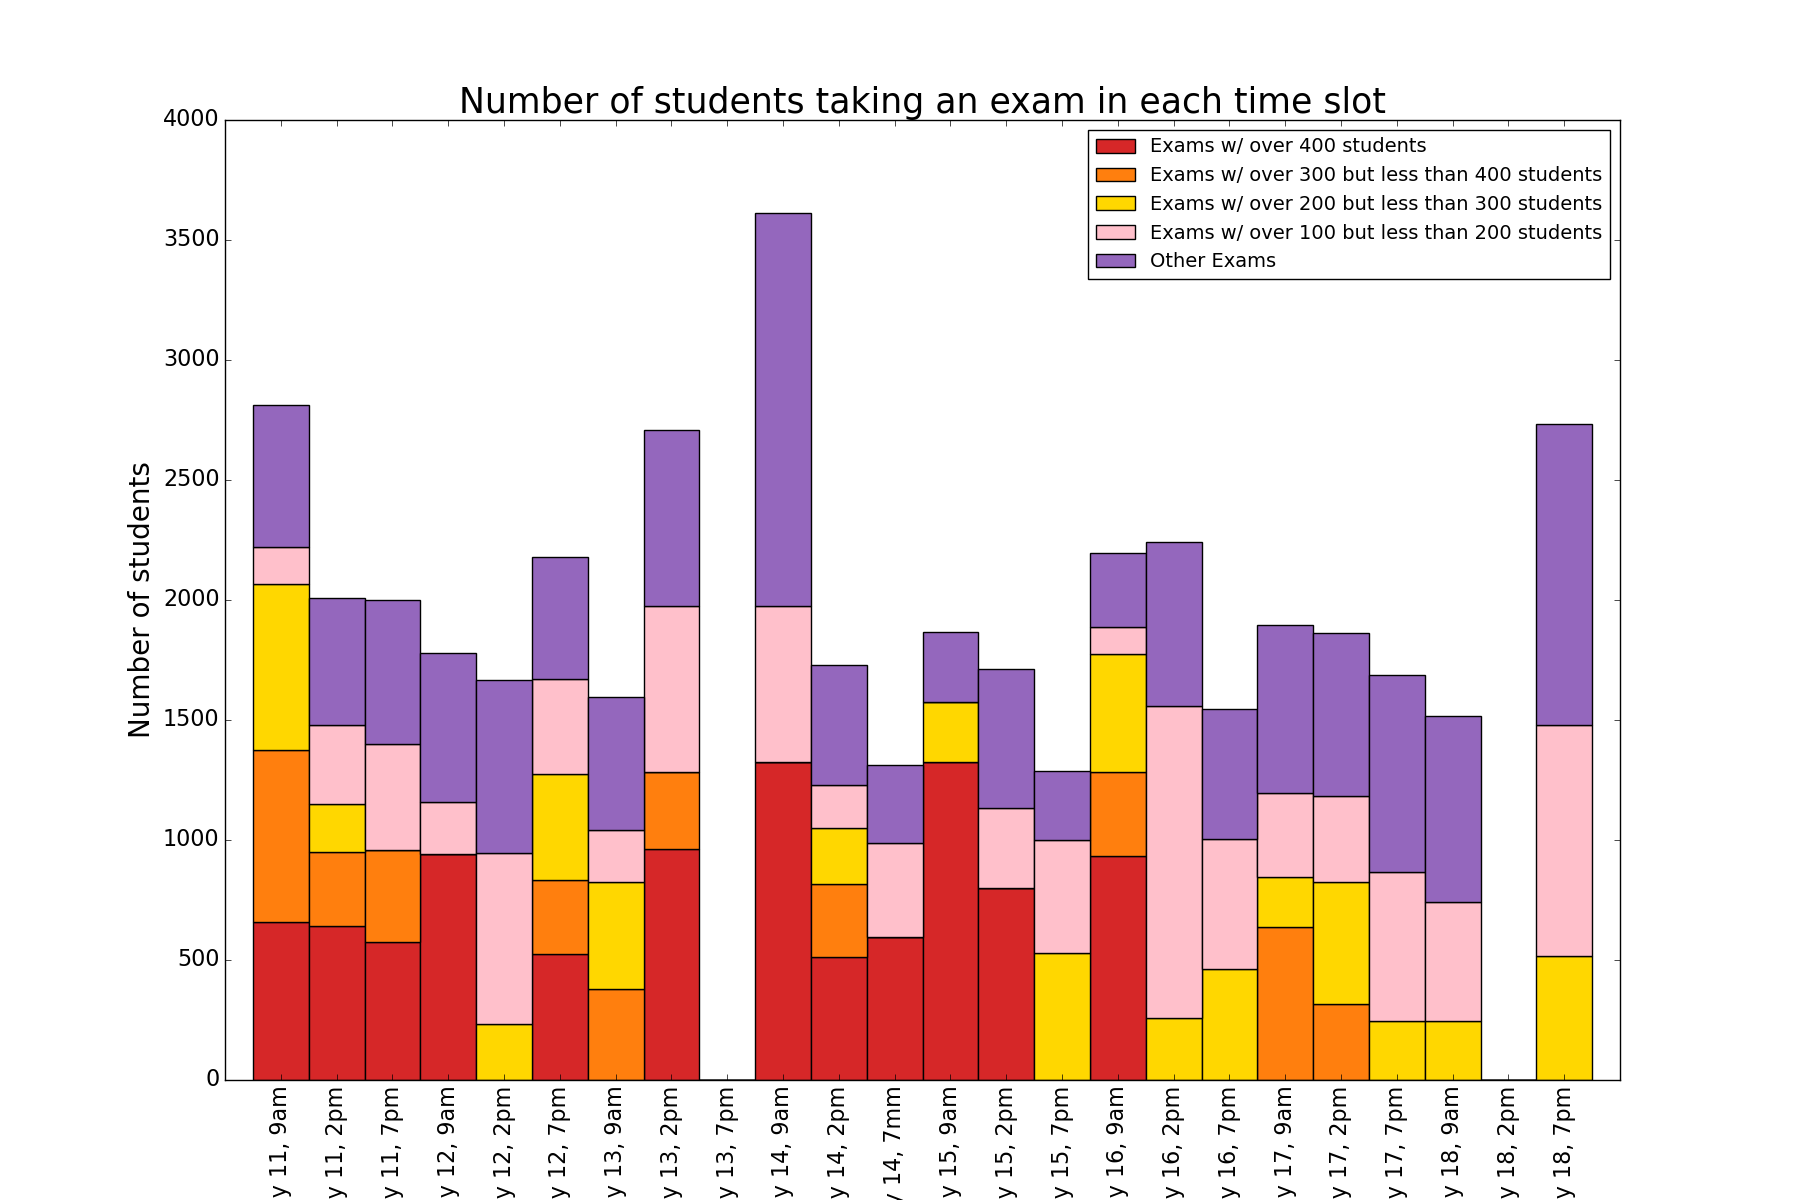 Number of students taking an exam in each time slot
Exams w/ over 400 students
Exams w/ over 300 but less than 400 students
Exams w/ over 200 but less than 300 students
Exams w/ over 100 but less than 200 students
Other Exams
Number of students
4000
3500
3000
2500
2000
1500
1000
500
0
y 11, 9am
y 11, 2pm
y 11, 7pm
y 12, 9am
y 12, 2pm
y 12, 7pm
y 13, 9am
y 13, 2pm
y 13, 7pm
y 14, 9am
y 14, 2pm
y 14, 7mm
y 15, 9am
y 15, 2pm
y 15, 7pm
y 16, 9am
y 16, 2pm
y 16, 7pm
y 17, 9am
y 17, 2pm
y 17, 7pm
y 18, 9am
y 18, 2pm
y 18, 7pm